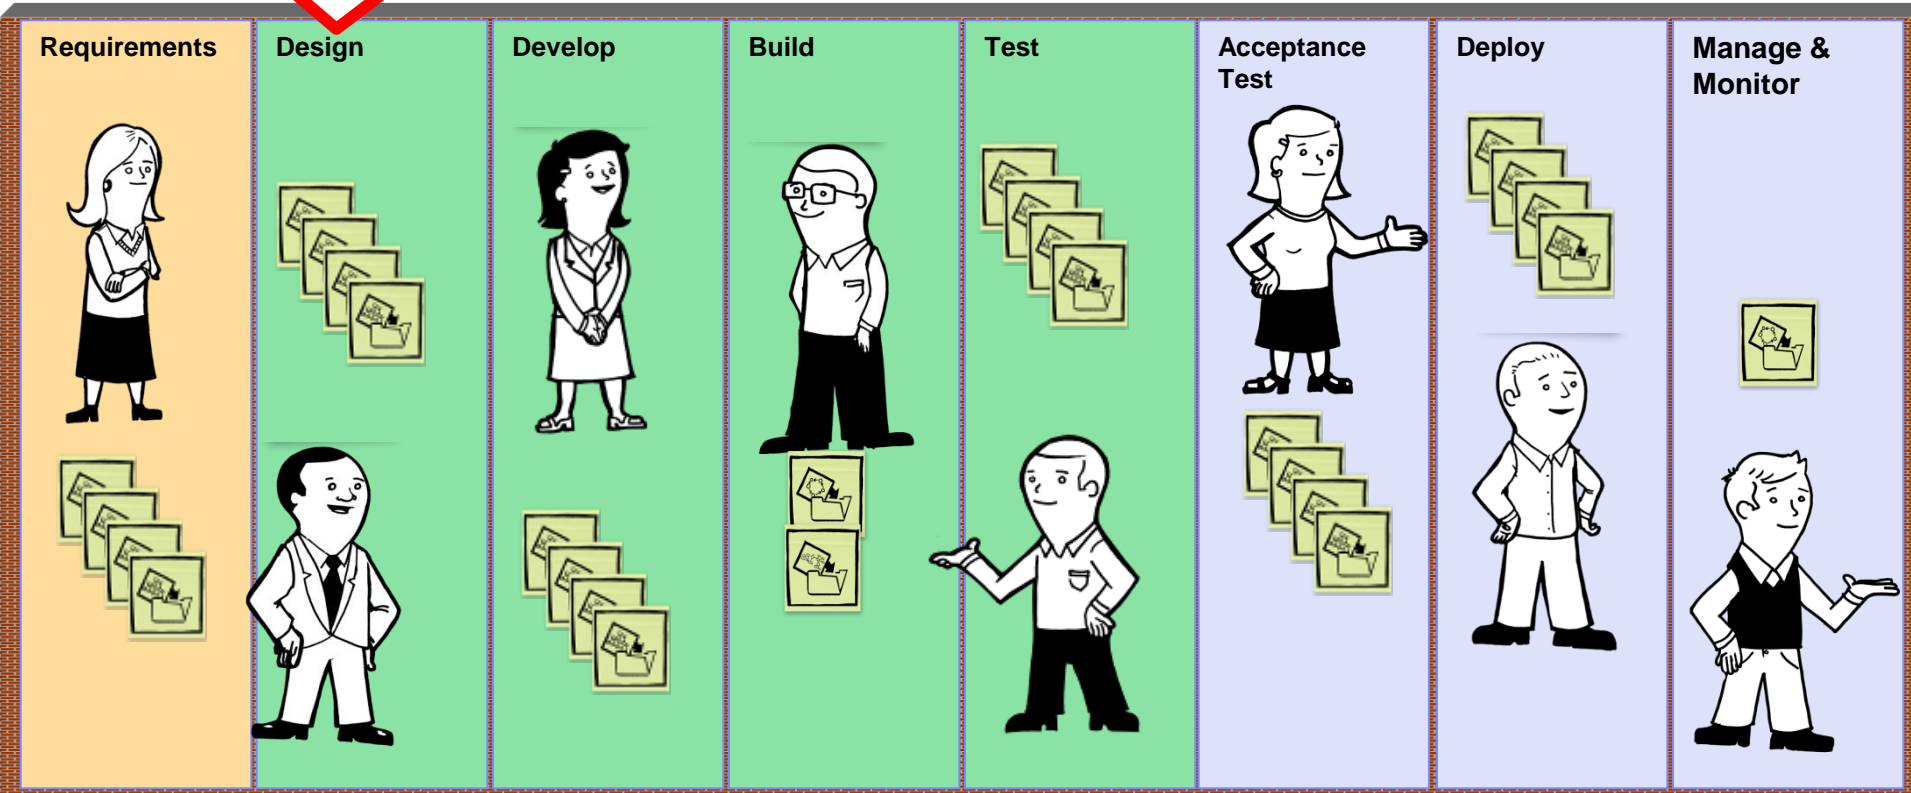 Requirements
Design
Develop
Build
Test
Acceptance
Test
Deploy
Manage &
Monitor